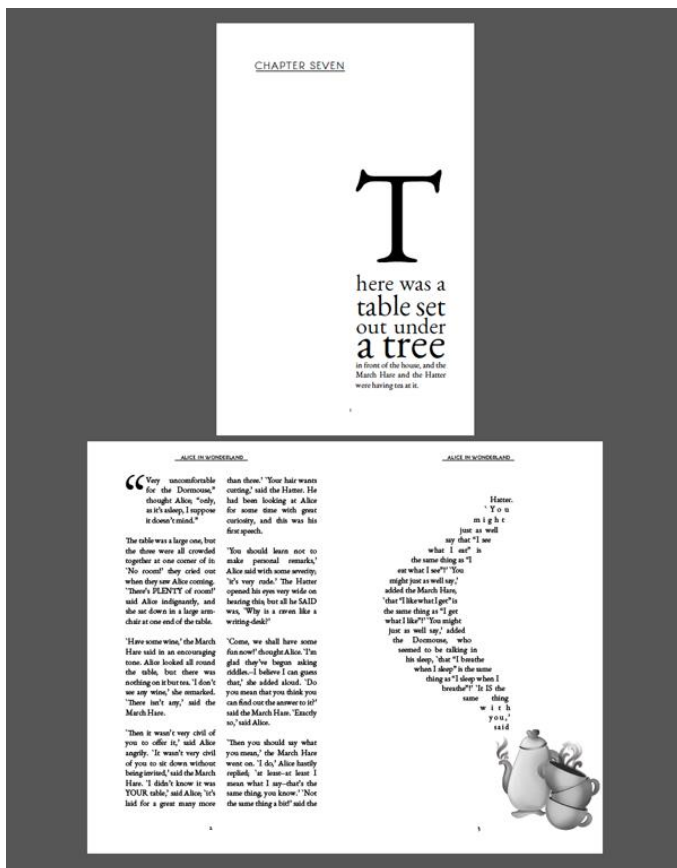 CHAPTER SEVEN
T
here was a
table set
out under
a tree
in front of the house, and the
March Hare and the Hatter
were having tea at it.
1
ALICE IN WONDERLAND
“Very uncomfortable
for the Dormouse,”
thought Alice; “only,
as it’s asleep, I suppose
it doesn’t mind.”
The table was a large one, but
the three were all crowded
together at one corner of it:
`No room!’ they cried out
when they saw Alice coming.
`There’s PLENTY of room!’
said Alice indignantly, and
she sat down in a large arm-
chair at one end of the table.
`Have some wine,’ the March
Hare said in an encouraging
tone. Alice looked all round
the table, but there was
nothing on it but tea. `I don’t
see any wine,’ she remarked.
`There isn’t any,’ said the
March Hare.
`Then it wasn’t very civil of
you to offer it,’ said Alice
angrily. `It wasn’t very civil
of you to sit down without
being invited,’ said the March
Hare. `I didn’t know it was
YOUR table,’ said Alice; `it’s
laid for a great many more
than three.’ `Your hair wants
cutting,’ said the Hatter. He
had been looking at Alice
for some time with great
curiosity, and this was his
first speech.
`You should learn not to
make personal remarks,’
Alice said with some severity;
`it’s very rude.’ The Hatter
opened his eyes very wide on
hearing this; but all he SAID
was, `Why is a raven like a
writing-desk?’
`Come, we shall have some
fun now!’ thought Alice. `I’m
glad they’ve begun asking
riddles.--I believe I can guess
that,’ she added aloud. `Do
you mean that you think you
can find out the answer to it?’
said the March Hare. `Exactly
so,’ said Alice.
`Then you should say what
you mean,’ the March Hare
went on. `I do,’ Alice hastily
replied; `at least--at least I
mean what I say--that’s the
same thing, you know.’ `Not
the same thing a bit!’ said the
2
ALICE IN WONDERLAND
Hatter.
`You
might
just as well
say that “I see
what I eat” is
the same thing as “I
eat what I see”!’ `You
might just as well say,’
added the March Hare,
`that “I like what I get” is
the same thing as “I get
what I like”!’ `You might
just as well say,’ added
the Dormouse, who
seemed to be talking in
his sleep, `that “I breathe
when I sleep” is the same
thing as “I sleep when I
breathe”!’ `It IS the
same thing
with
you,’
said
3